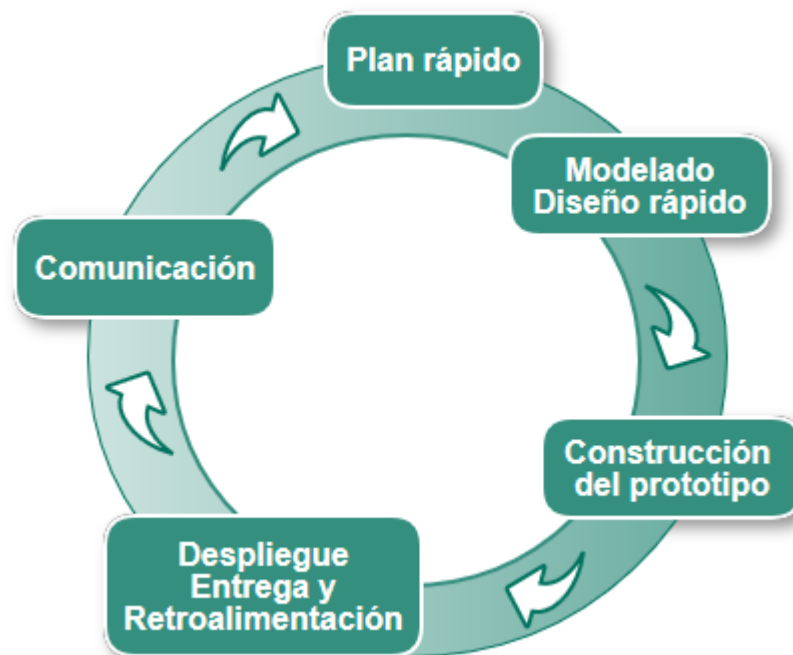 Plan rápido
Modelado
Diseño rápido
Comunicación
Construcción
del prototipo
Despliegue
Entrega y
Retroalimentación